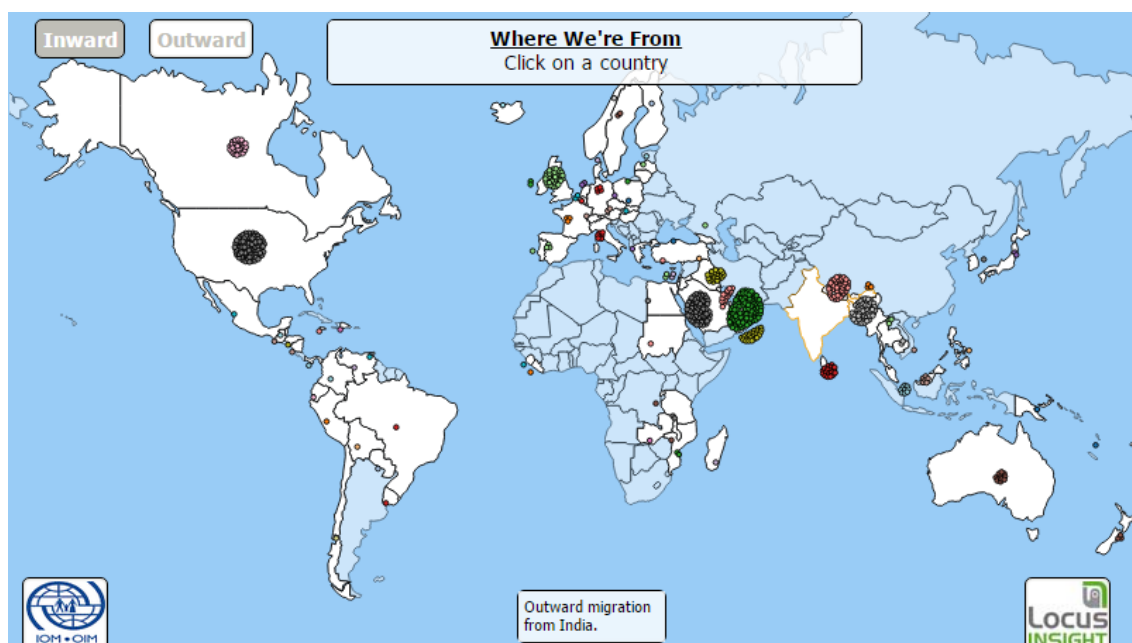 Inward
Outward
Where We're From
Click on a country
Outward migration
from India.
IOM • OIM
Locus
INSIGHT